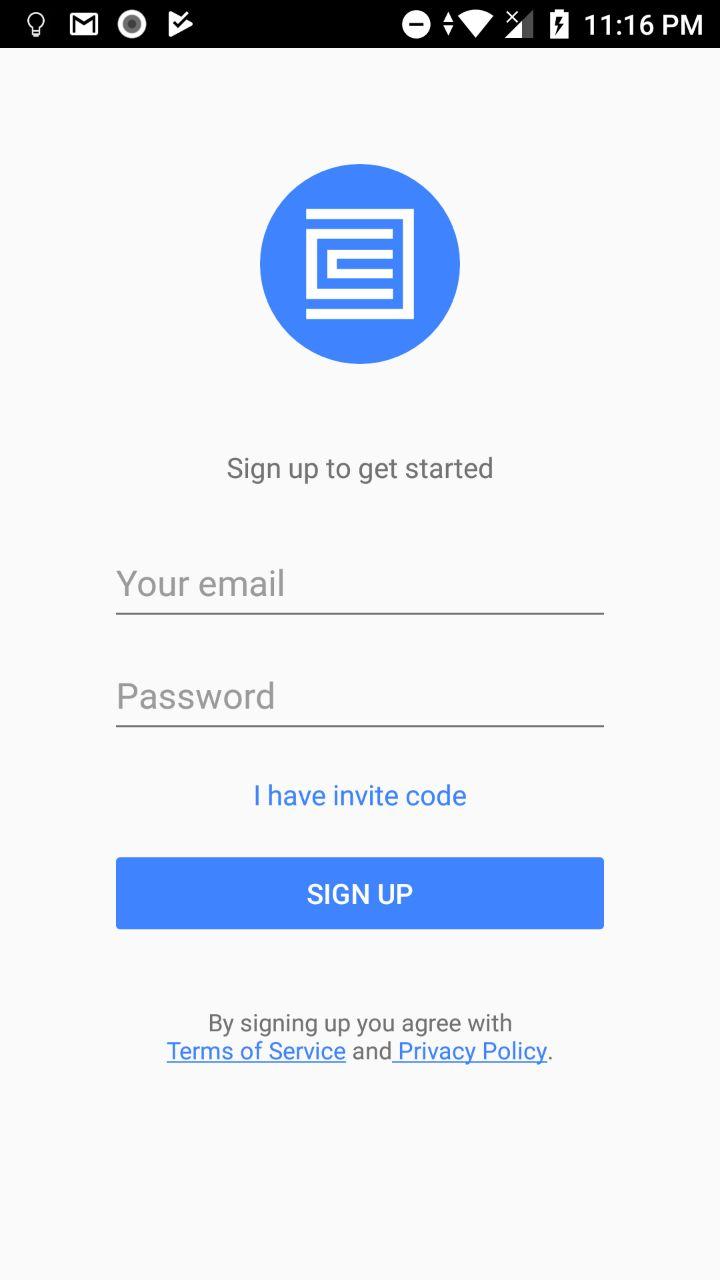 11:16 PM
Sign up to get started
Your email
Password
I have invite code
SIGN UP
By signing up you agree with
Terms of Service and Privacy Policy.